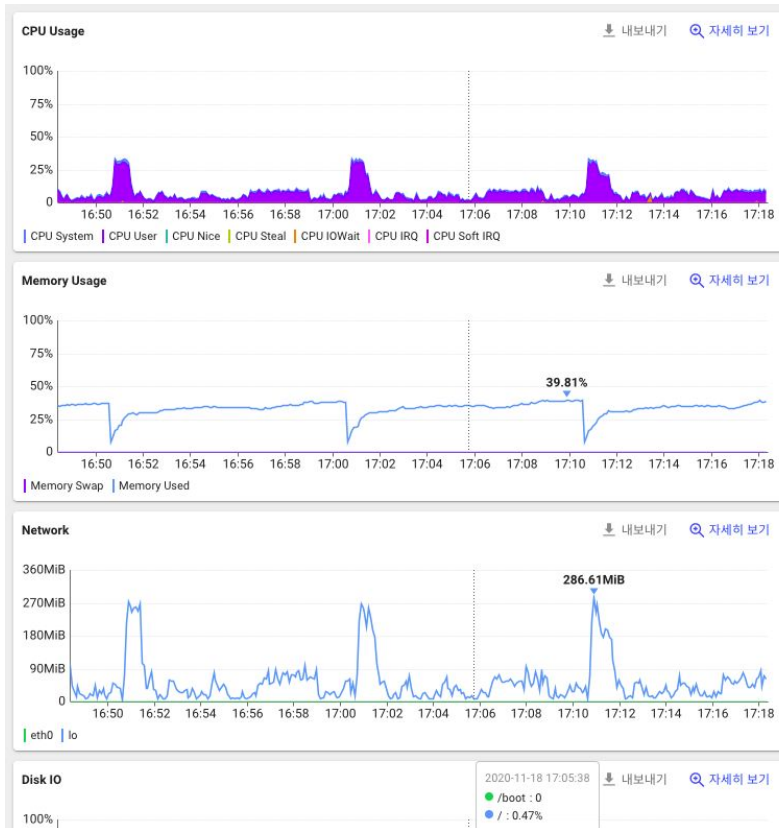 CPU Usage 내보내기 자세히 보기
100%
75%
50%
25%
0
16:50 16:52 16:54 16:56 16:58 17:00 17:02 17:04 17:06 17:08 17:10 17:12 17:14 17:16 17:18
CPU System CPU User CPU Nice CPU Steal CPU IOWait CPU IRQ CPU Soft IRQ
Memory Usage 내보내기 자세히 보기
100%
75%
50%
39.81%
25%
0
16:50 16:52 16:54 16:56 16:58 17:00 17:02 17:04 17:06 17:08 17:10 17:12 17:14 17:16 17:18
Memory Swap Memory Used
Network 내보내기 자세히 보기
360MiB
286.61MiB
270MiB
180MiB
90MiB
0
16:50 16:52 16:54 16:56 16:58 17:00 17:02 17:04 17:06 17:08 17:10 17:12 17:14 17:16 17:18
eth0 lo
Disk IO 2020-11-18 17:05:38 내보내기 자세히 보기
/boot : 0
/ : 0.47%
100%